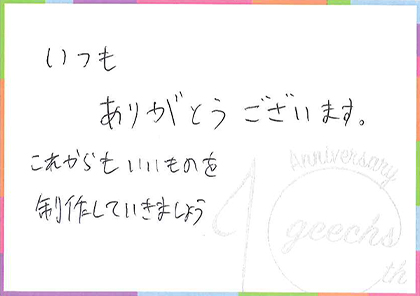 いつも
ありがとうございます。
これからもいいものを
制作していきましょう
Anniversary
10
geechs
th